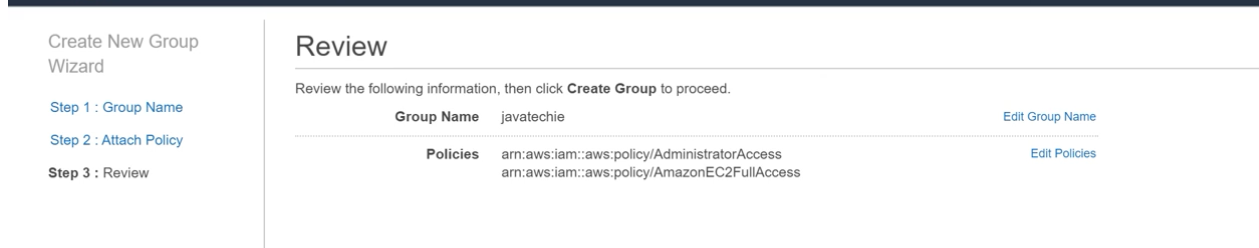 Create New Group
Wizard
Step 1 : Group Name
Step 2 : Attach Policy
Step 3 : Review
Review
Review the following information, then click Create Group to proceed.
Group Name javatechie Edit Group Name
Policies arn:aws:iam::aws:policy/AdministratorAccess Edit Policies
arn:aws:iam::aws:policy/AmazonEC2FullAccess